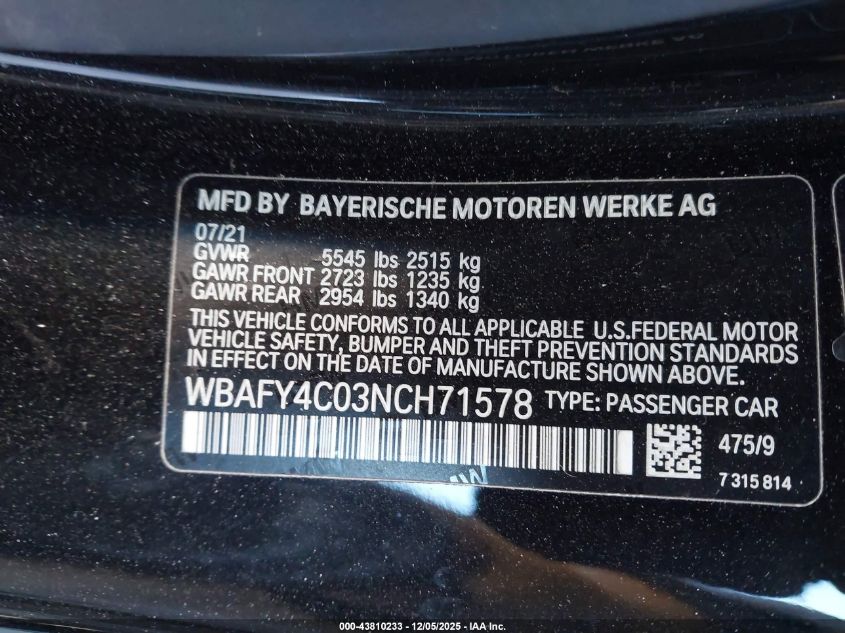 MFD BY BAYERISCHE MOTOREN WERKE AG
07/21
GVWR 5545 lbs 2515 kg
GAWR FRONT 2723 lbs 1235 kg
GAWR REAR 2954 lbs 1340 kg
THIS VEHICLE CONFORMS TO ALL APPLICABLE U.S.FEDERAL MOTOR
VEHICLE SAFETY, BUMPER AND THEFT PREVENTION STANDARDS
IN EFFECT ON THE DATE OF MANUFACTURE SHOWN ABOVE.
WBAFY4C03NCH71578 TYPE: PASSENGER CAR
475/9
7 315 814
000-43810233 - 12/05/2025 - IAA Inc.